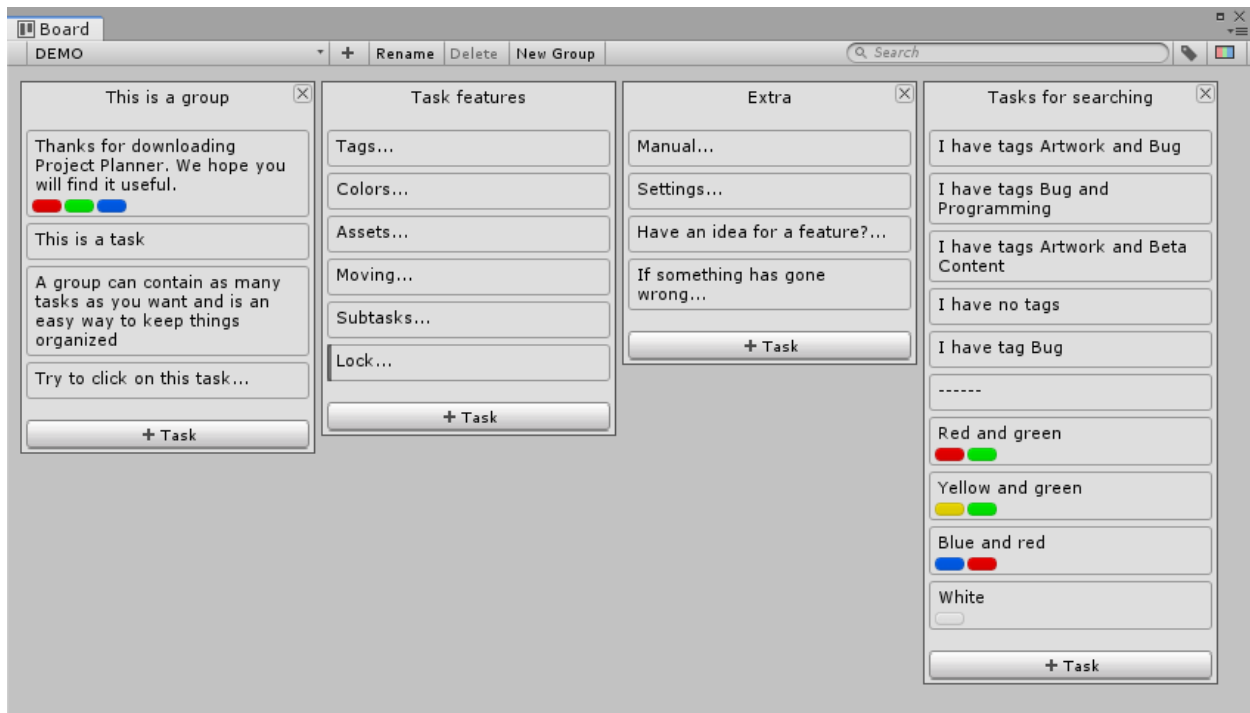 Board
DEMO
+ Rename Delete New Group
Search
This is a group
Thanks for downloading
Project Planner. We hope you
will find it useful.
This is a task
A group can contain as many
tasks as you want and is an
easy way to keep things
organized
Try to click on this task...
+ Task
Task features
Tags...
Colors...
Assets...
Moving...
Subtasks...
Lock...
+ Task
Extra
Manual...
Settings...
Have an idea for a feature?...
If something has gone
wrong...
+ Task
Tasks for searching
I have tags Artwork and Bug
I have tags Bug and
Programming
I have tags Artwork and Beta
Content
I have no tags
I have tag Bug
------
Red and green
Yellow and green
Blue and red
White
+ Task